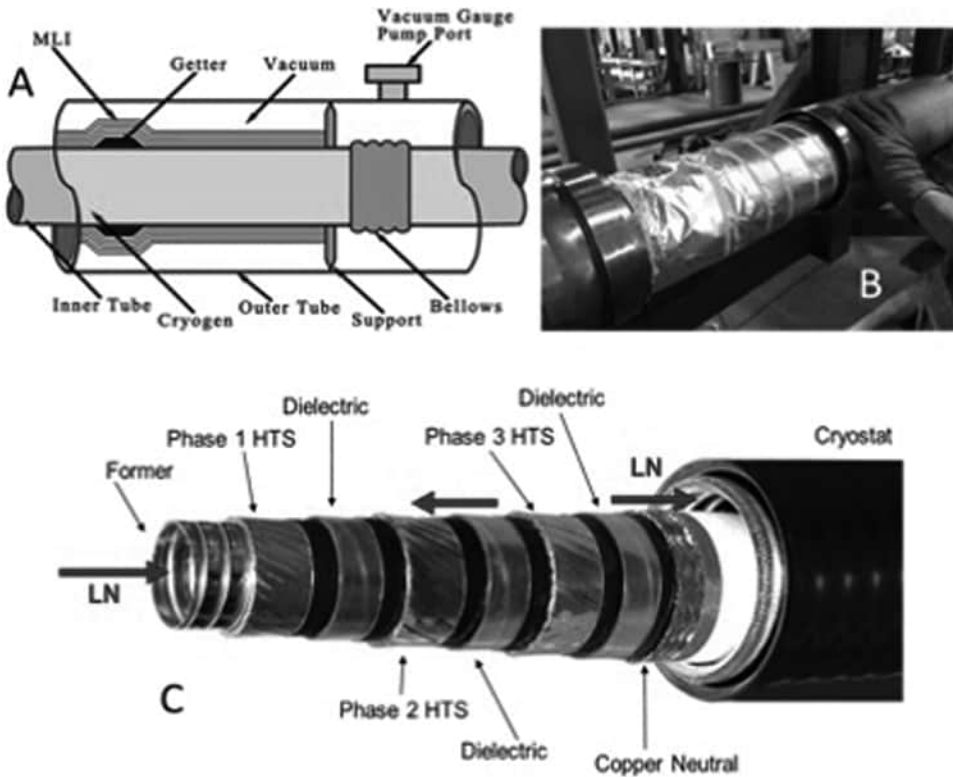 A
MLI
Getter
Vacuum
Vacuum Gauge
Pump Port
Inner Tube
Cryogen
Outer Tube
Support
Bellows
B
Former
Phase 1 HTS
Dielectric
Phase 3 HTS
Dielectric
LN
Cryostat
LN
C
Phase 2 HTS
Dielectric
Copper Neutral